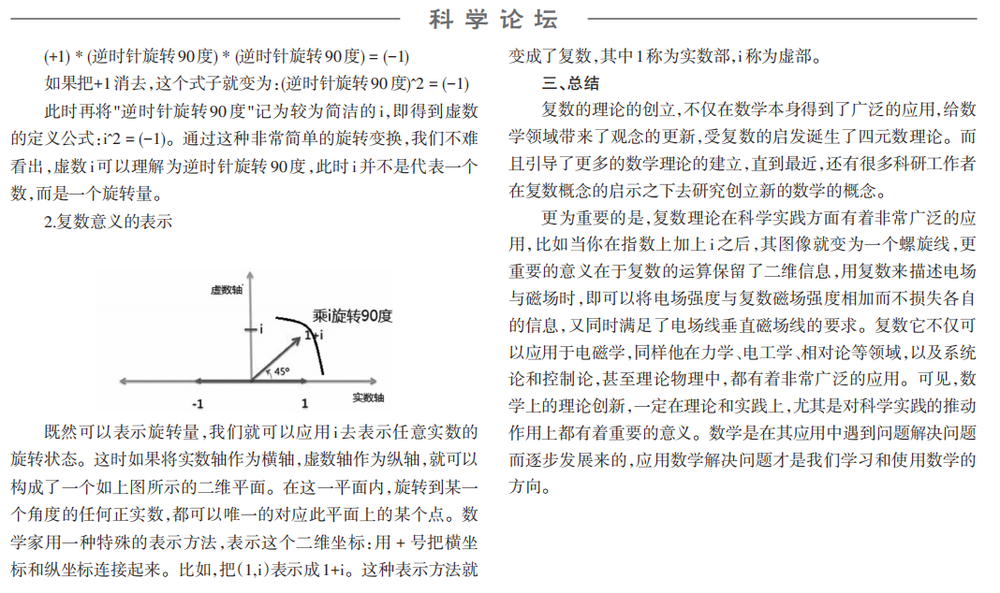 科学论坛
(+1) * (逆时针旋转90度) * (逆时针旋转90度) = (-1)
如果把+1消去,这个式子就变为:(逆时针旋转90度)^2 = (-1)
此时再将"逆时针旋转90度"记为较为简洁的i,即得到虚数
的定义公式:i^2 = (-1)。通过这种非常简单的旋转变换,我们不难
看出,虚数i可以理解为逆时针旋转90度,此时i并不是代表一个
数,而是一个旋转量。
2.复数意义的表示
虚数轴
乘i旋转90度
i
1+i
45°
实数轴
-1
1
既然可以表示旋转量,我们就可以应用i去表示任意实数的
旋转状态。这时如果将实数轴作为横轴,虚数轴作为纵轴,就可以
构成了一个如上图所示的二维平面。在这一平面内,旋转到某一
个角度的任何正实数,都可以唯一的对应此平面上的某个点。数
学家用一种特殊的表示方法,表示这个二维坐标:用 + 号把横坐
标和纵坐标连接起来。比如,把(1,i)表示成1+i。这种表示方法就
变成了复数,其中1称为实数部,i称为虚部。
三、总结
复数的理论的创立,不仅在数学本身得到了广泛的应用,给数
学领域带来了观念的更新,受复数的启发诞生了四元数理论。而
且引导了更多的数学理论的建立,直到最近,还有很多科研工作者
在复数概念的启示之下去研究创立新的数学的概念。
更为重要的是,复数理论在科学实践方面有着非常广泛的应
用,比如当你在指数上加上i之后,其图像就变为一个螺旋线,更
重要的意义在于复数的运算保留了二维信息,用复数来描述电场
与磁场时,即可以将电场强度与复数磁场强度相加而不损失各自
的信息,又同时满足了电场线垂直磁场线的要求。复数它不仅可
以应用于电磁学,同样他在力学、电工学、相对论等领域,以及系统
论和控制论,甚至理论物理中,都有着非常广泛的应用。可见,数
学上的理论创新,一定在理论和实践上,尤其是对科学实践的推动
作用上都有着重要的意义。数学是在其应用中遇到问题解决问题
而逐步发展来的,应用数学解决问题才是我们学习和使用数学的
方向。